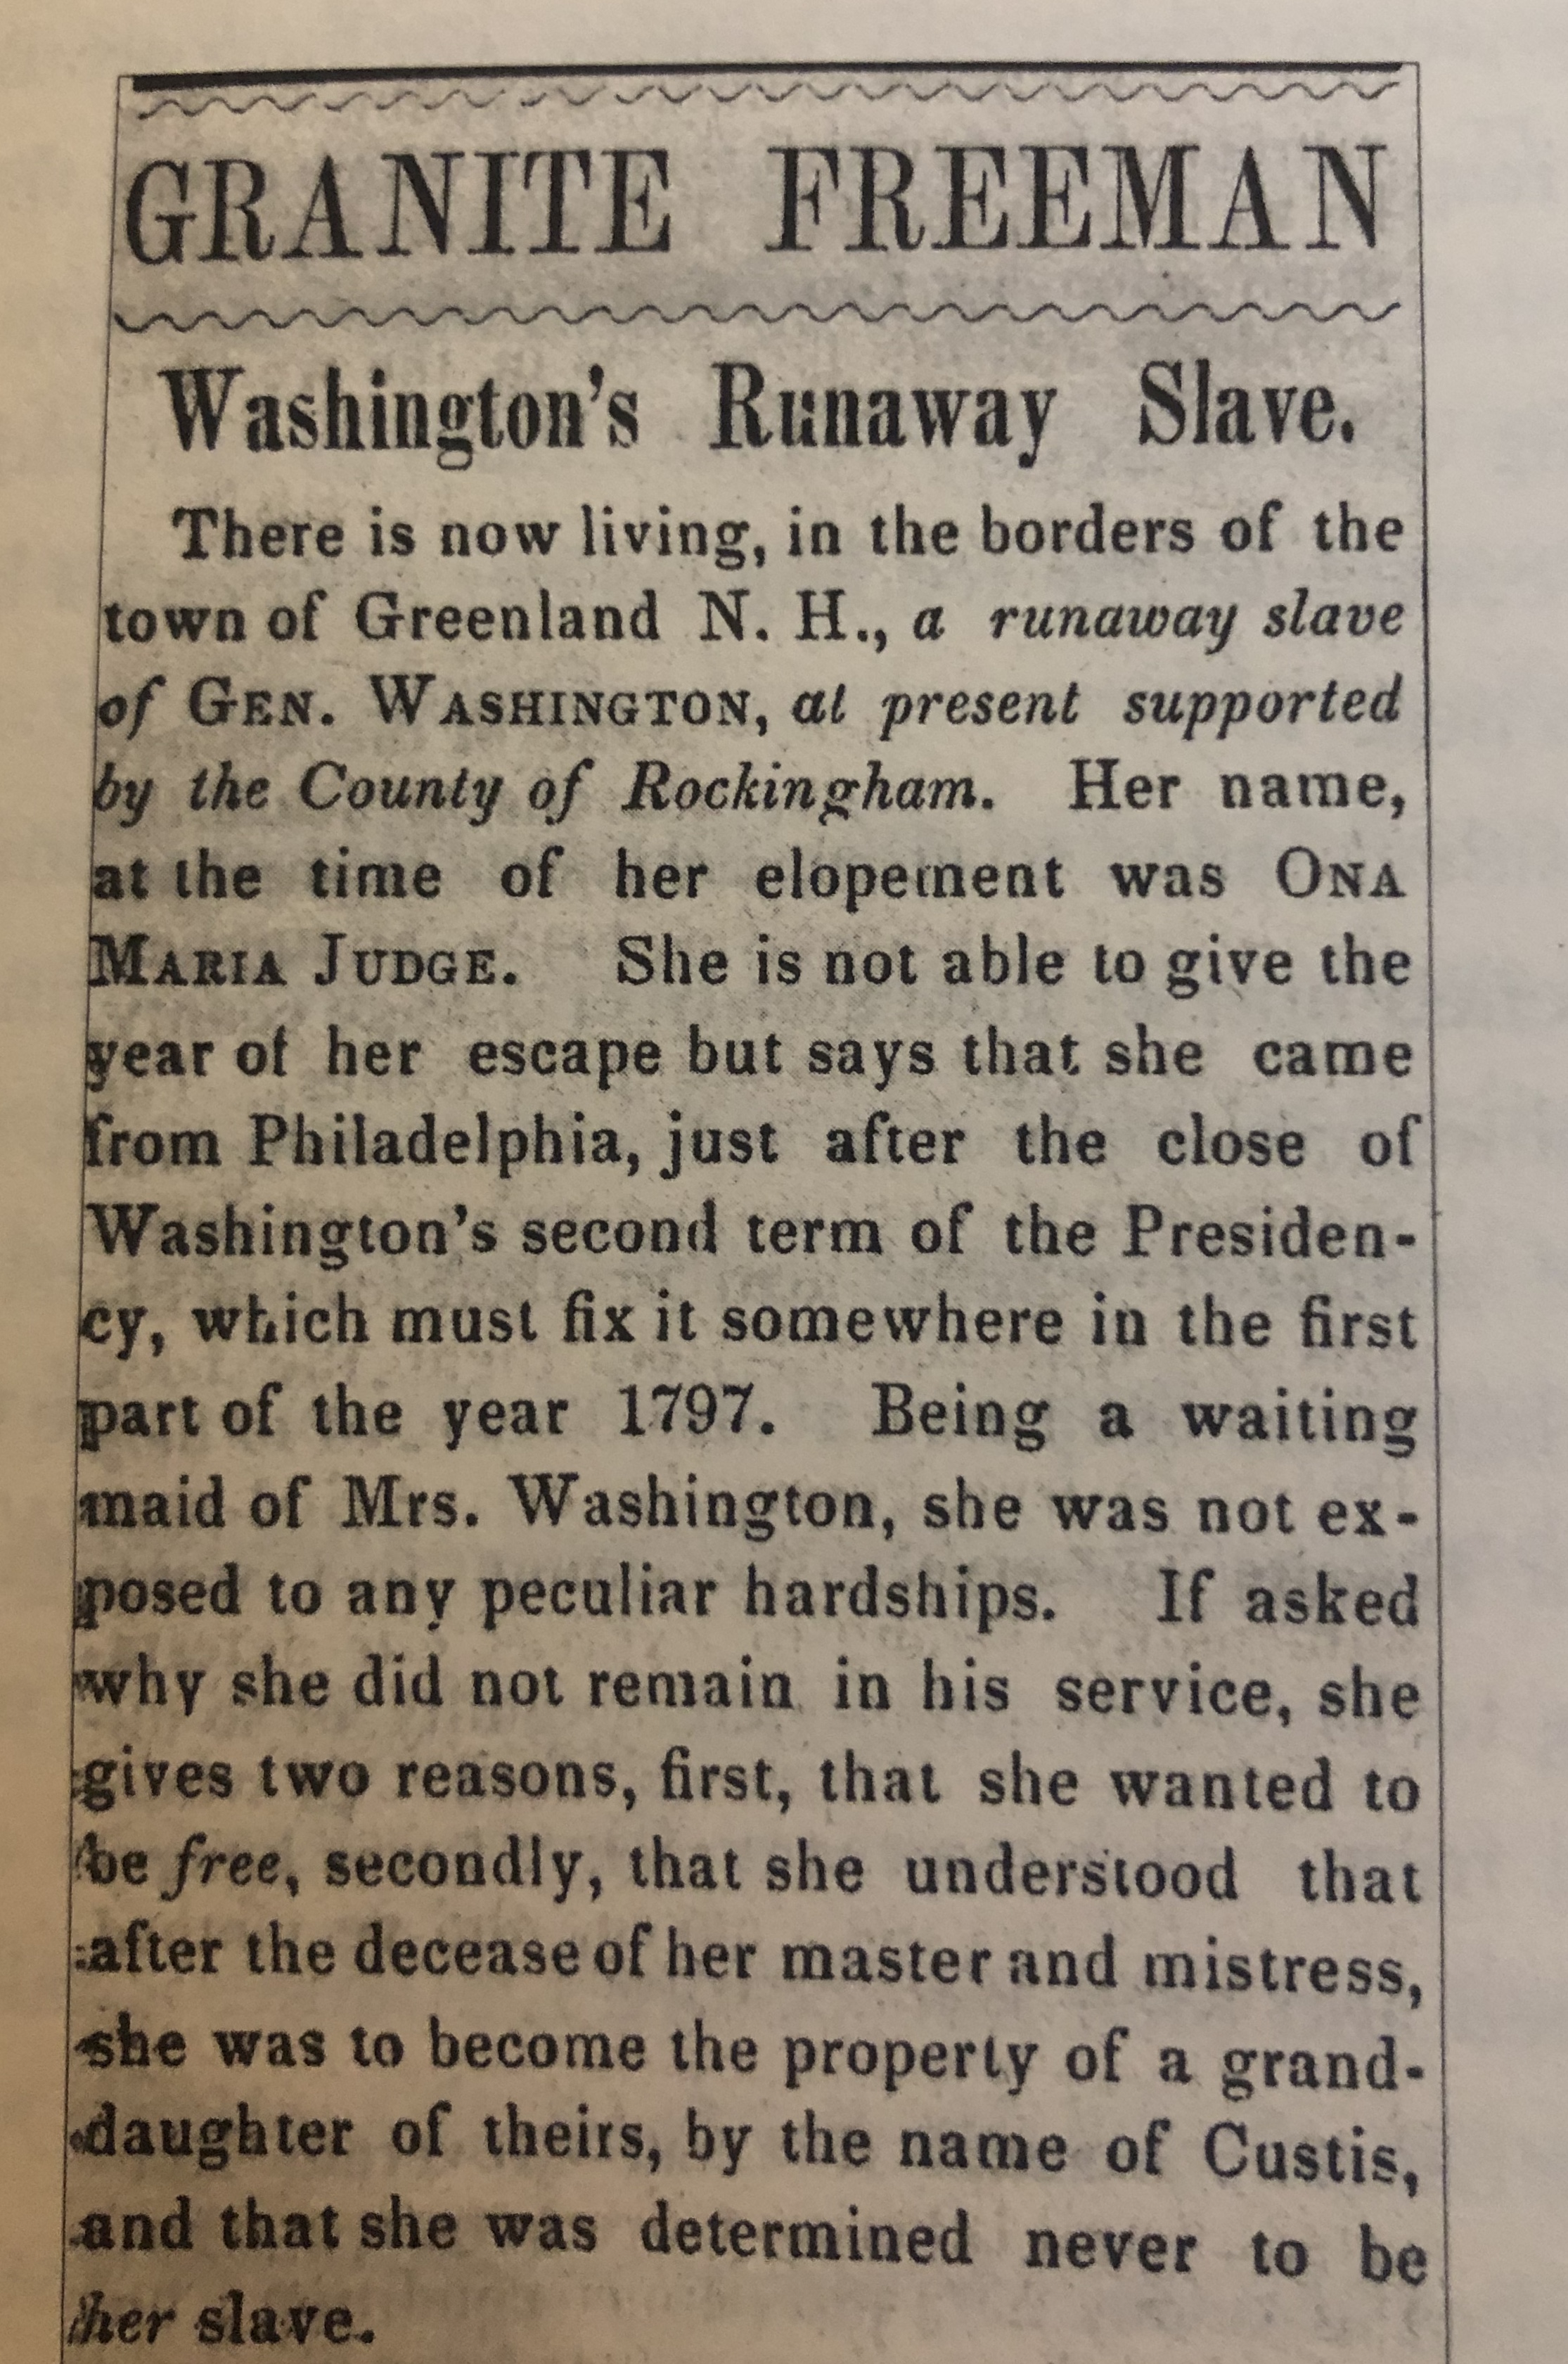 GRANITE FREEMAN
Washington's Runaway Slave.
There is now living, in the borders of the
town of Greenland N. H., a runaway slave
of GEN. WASHINGTON, at present supported
by the County of Rockingham. Her name,
at the time of her elopement was ONA
MARIA JUDGE. She is not able to give the
year of her escape but says that she came
from Philadelphia, just after the close of
Washington's second term of the Presiden-
cy, which must fix it somewhere in the first
part of the year 1797. Being a waiting
maid of Mrs. Washington, she was not ex-
posed to any peculiar hardships. If asked
why she did not remain in his service, she
gives two reasons, first, that she wanted to
be free, secondly, that she understood that
after the decease of her master and mistress,
she was to become the property of a grand-
daughter of theirs, by the name of Custis,
and that she was determined never to be
her slave.